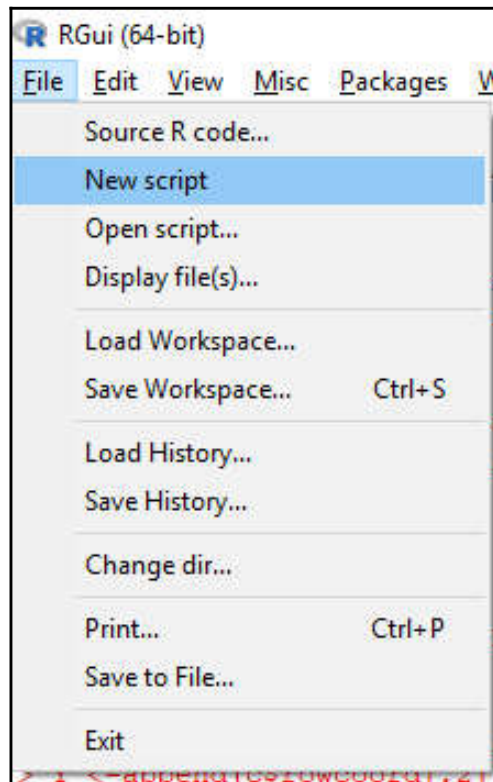 R RGui (64-bit)
File Edit View Misc Packages W
Source R code...
New script
Open script...
Display file(s)...
Load Workspace...
Save Workspace... Ctrl+S
Load History...
Save History...
Change dir...
Print... Ctrl+P
Save to File...
Exit